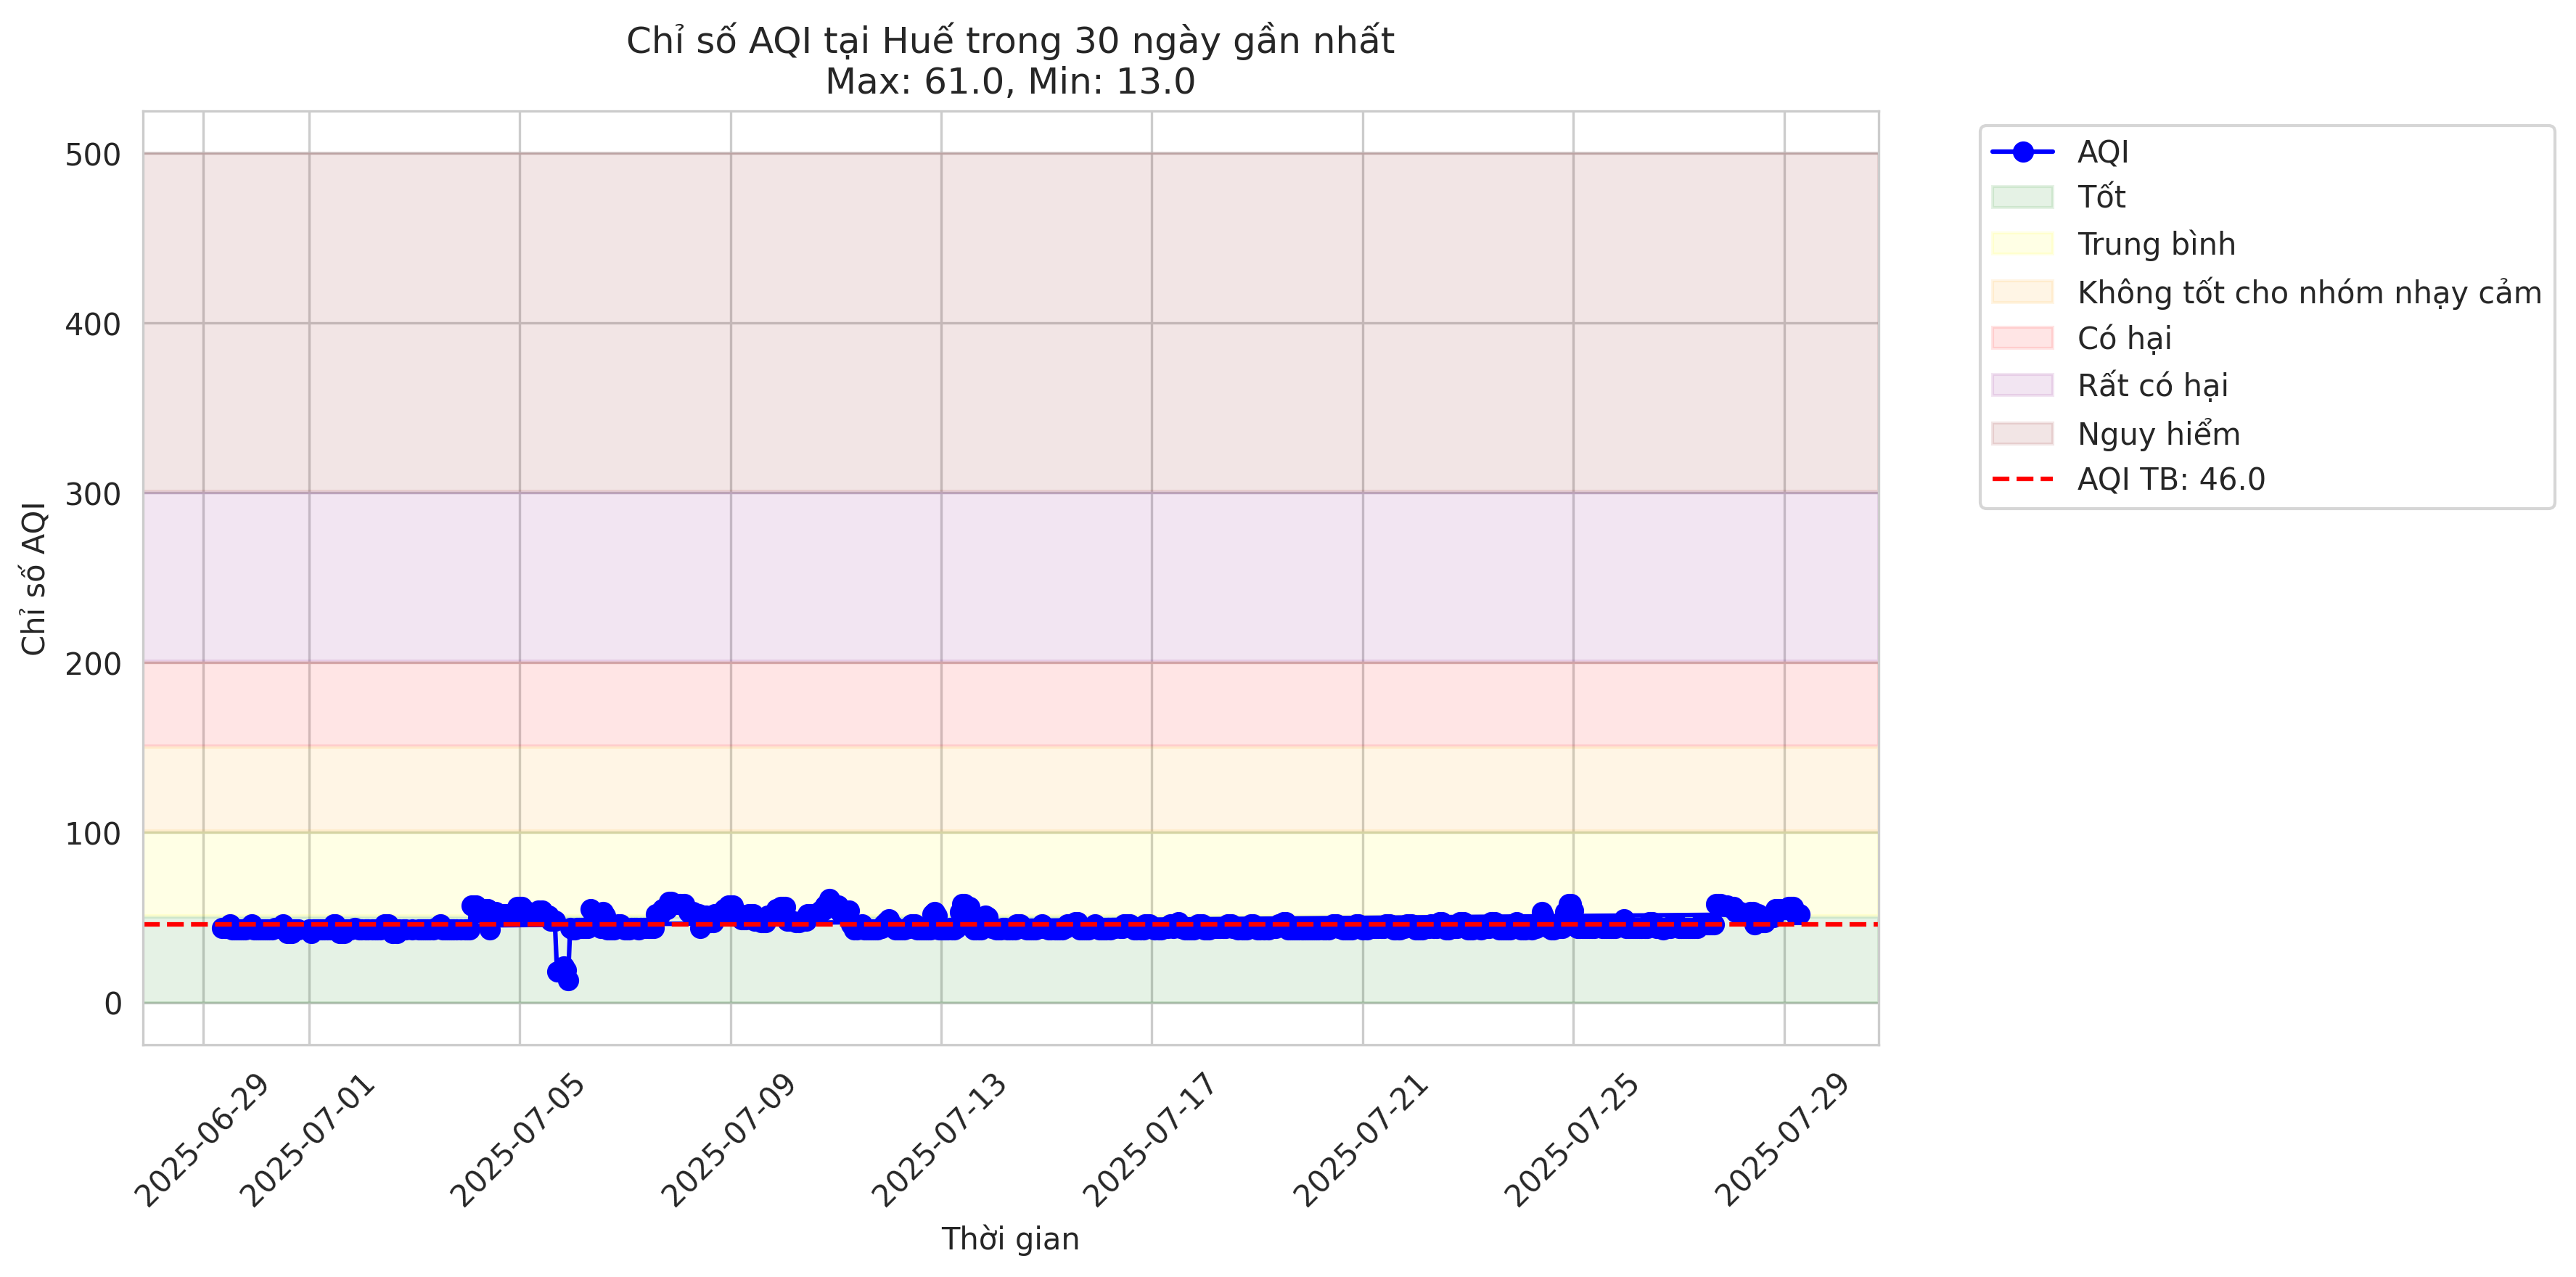 Chỉ số AQI tại Huế trong 30 ngày gần nhất
Max: 61.0, Min: 13.0
Chỉ số AQI
500
400
300
200
100
0
2025-06-29
2025-07-01
2025-07-05
2025-07-09
2025-07-13
2025-07-17
2025-07-21
2025-07-25
2025-07-29
Thời gian
AQI
Tốt
Trung bình
Không tốt cho nhóm nhạy cảm
Có hại
Rất có hại
Nguy hiểm
AQI TB: 46.0